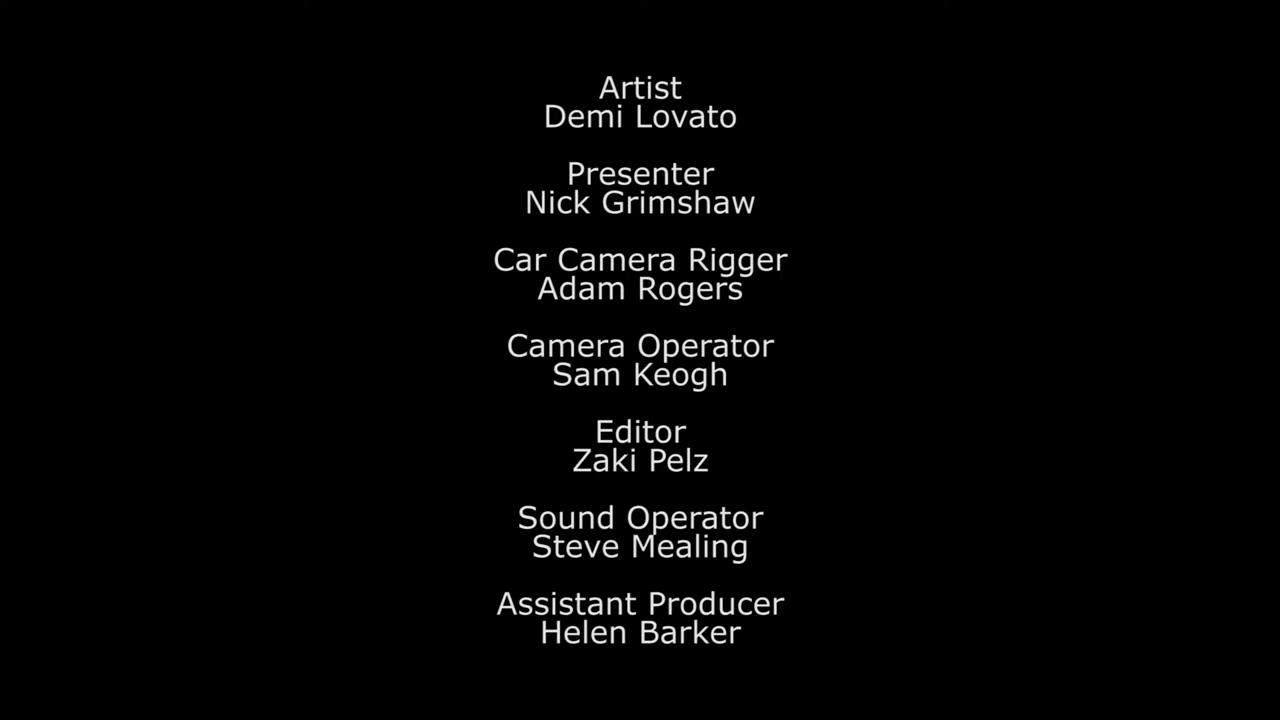 Artist
Demi Lovato
Presenter
Nick Grimshaw
Car Camera Rigger
Adam Rogers
Camera Operator
Sam Keogh
Editor
Zaki Pelz
Sound Operator
Steve Mealing
Assistant Producer
Helen Barker